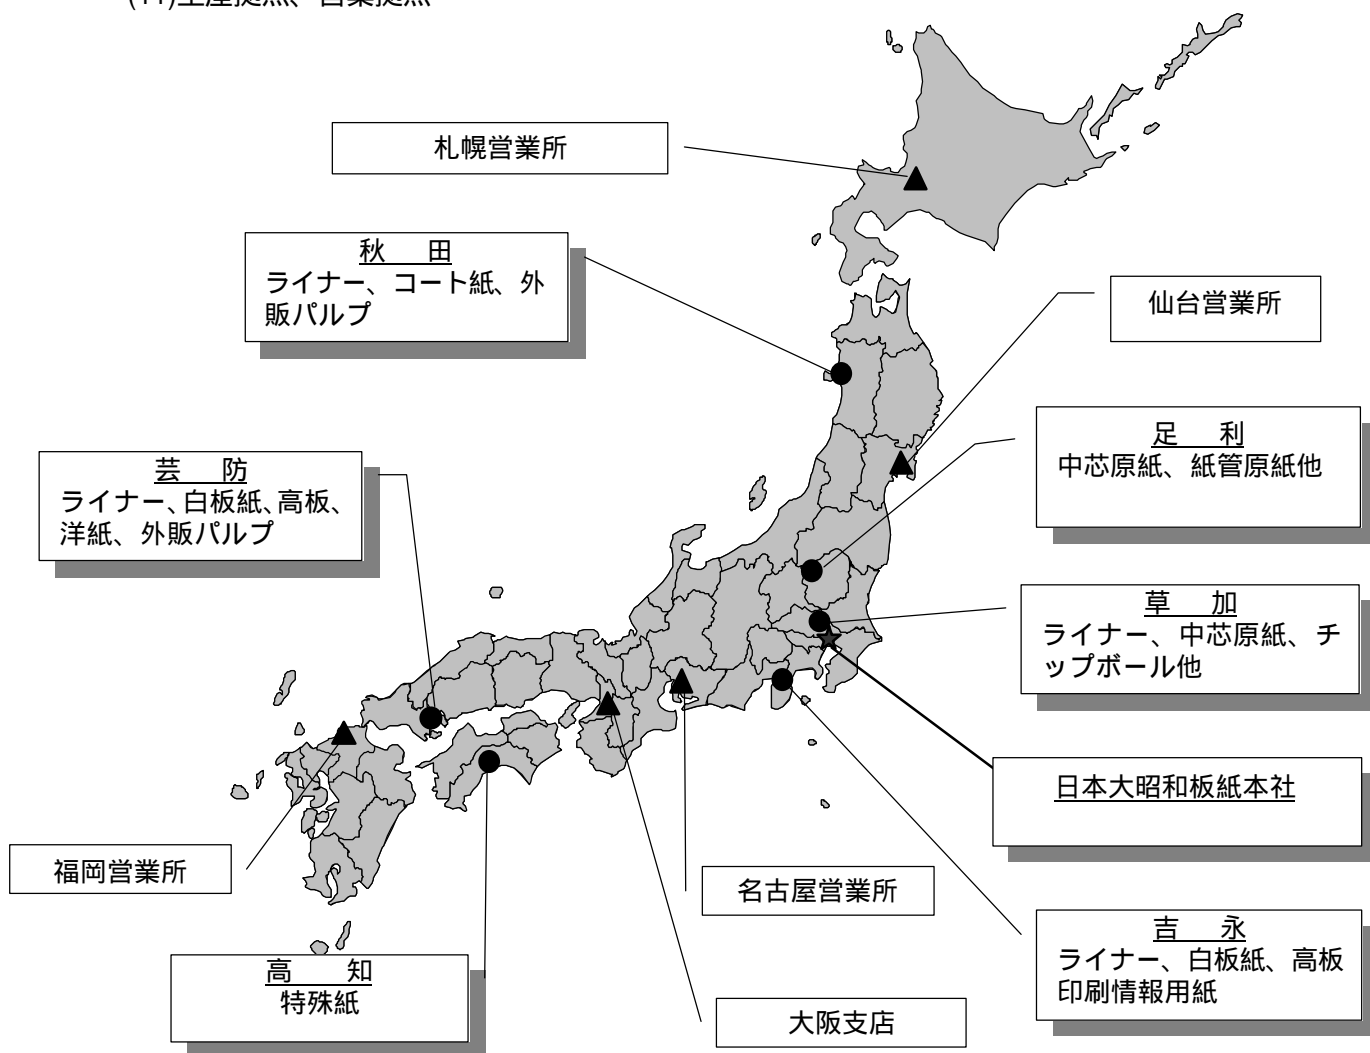 (11)生産拠点、営業拠点
札幌営業所
秋　田
ライナー、コート紙、外
販パルプ
仙台営業所
足　利
中芯原紙、紙管原紙他
芸　防
ライナー、白板紙、高板、
洋紙、外販パルプ
草　加
ライナー、中芯原紙、チ
ップボール他
日本大昭和板紙本社
福岡営業所
名古屋営業所
吉　永
ライナー、白板紙、高板
印刷情報用紙
高　知
特殊紙
大阪支店